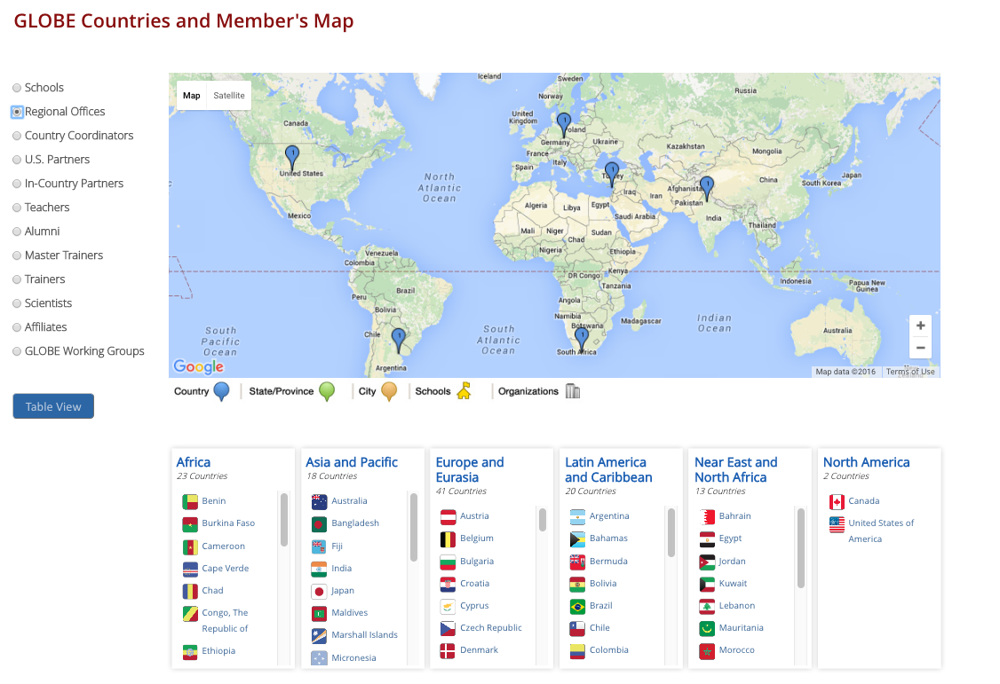 GLOBE Countries and Member's Map
Schools
Regional Offices
Country Coordinators
U.S. Partners
In-Country Partners
Teachers
Alumni
Master Trainers
Trainers
Scientists
Affiliates
GLOBE Working Groups
Table View
Map Satellite
Iceland
Sweden
Norway
Russia
United
Kingdom
1
Poland
Canada
Germany
Ukraine
Kazakhstan
Mongolia
France
1
United States
Spain
Italy
1
Turkey
North
Atlantic
Ocean
1
China
Japan
South Korea
Iraq
Iran
Afghanistan
Pakistan
Algeria
Libya
Egypt
Saudi Arabia
India
Mexico
Thailand
Mali
Niger
Chad
Sudan
Nigeria
Ethiopia
Venezuela
Colombia
Kenya
DR Congo
Tanzania
Indonesia
Papua New
Guinea
Peru
Brazil
Angola
Bolivia
Namibia
Botswana
Madagascar
Indian
Ocean
South
Pacific
Ocean
Chile
1
South
Atlantic
Ocean
1
South Africa
Australia
Argentina
+
−
Google
Map data ©2016 Terms of Use
Country State/Province City Schools Organizations
Africa
23 Countries
Benin
Burkina Faso
Cameroon
Cape Verde
Chad
Congo, The
Republic of
Ethiopia
Asia and Pacific
18 Countries
Australia
Bangladesh
Fiji
India
Japan
Maldives
Marshall Islands
Micronesia
Europe and
Eurasia
41 Countries
Austria
Belgium
Bulgaria
Croatia
Cyprus
Czech Republic
Denmark
Latin America
and Caribbean
20 Countries
Argentina
Bahamas
Bermuda
Bolivia
Brazil
Chile
Colombia
Near East and
North Africa
13 Countries
Bahrain
Egypt
Jordan
Kuwait
Lebanon
Mauritania
Morocco
North America
2 Countries
Canada
United States of
America